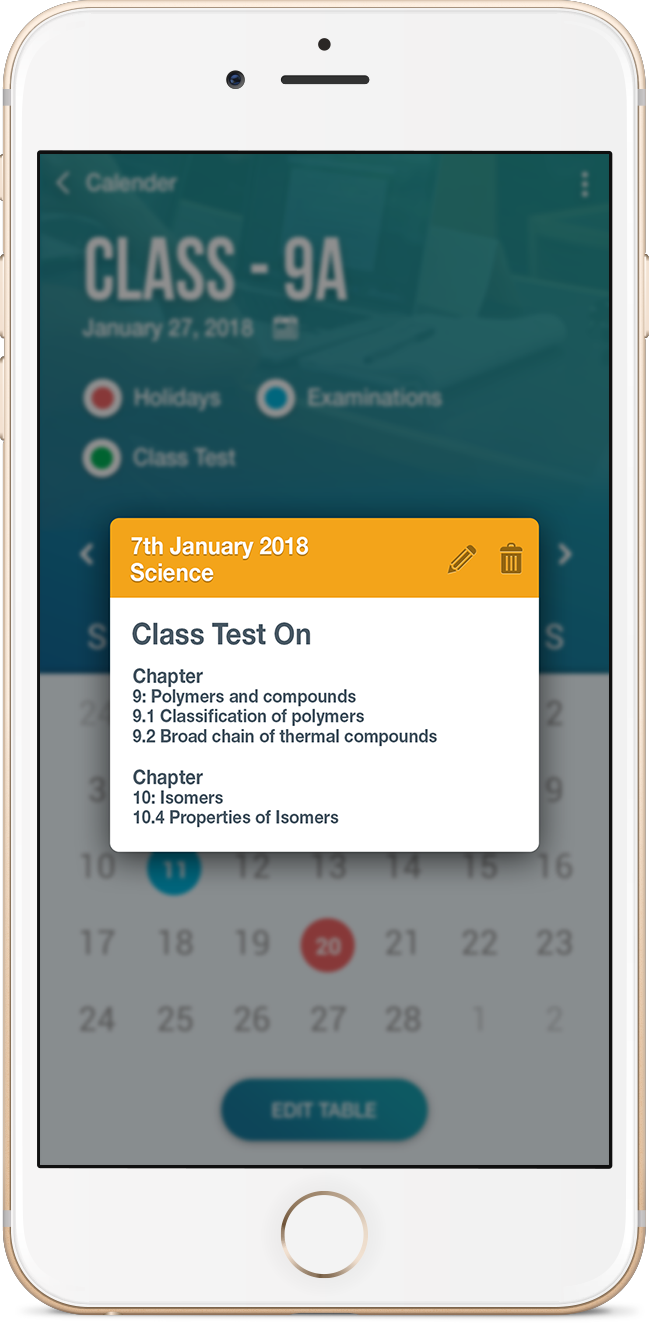 Calender
CLASS - 9A
January 27, 2018
Holidays Examinations
Class Test
7th January 2018
Science
S S
Class Test On
Chapter
9: Polymers and compounds
9.1 Classification of polymers
9.2 Broad chain of thermal compounds
Chapter
10: Isomers
10.4 Properties of Isomers
2
3 9
10 11 12 13 14 15 16
17 18 19 20 21 22 23
24 25 26 27 28 1 2
EDIT TABLE